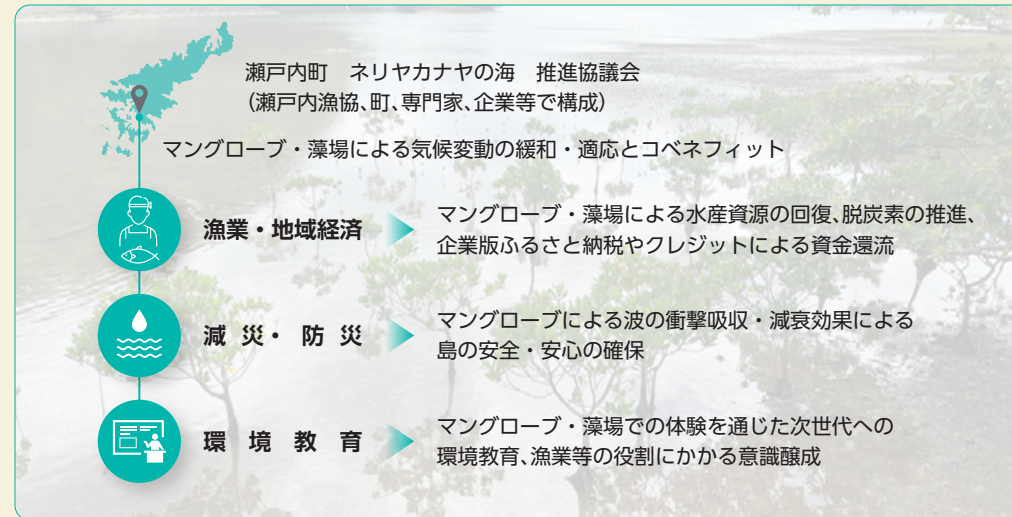 瀬戸内町　ネリヤカナヤの海　推進協議会
（瀬戸内漁協、町、専門家、企業等で構成）
マングローブ・藻場による気候変動の緩和・適応とコベネフィット
漁業・地域経済
マングローブ・藻場による水産資源の回復、脱炭素の推進、
企業版ふるさと納税やクレジットによる資金還流
減災・防災
マングローブによる波の衝撃吸収・減衰効果による
島の安全・安心の確保
環境教育
マングローブ・藻場での体験を通じた次世代への
環境教育、漁業等の役割にかかる意識醸成